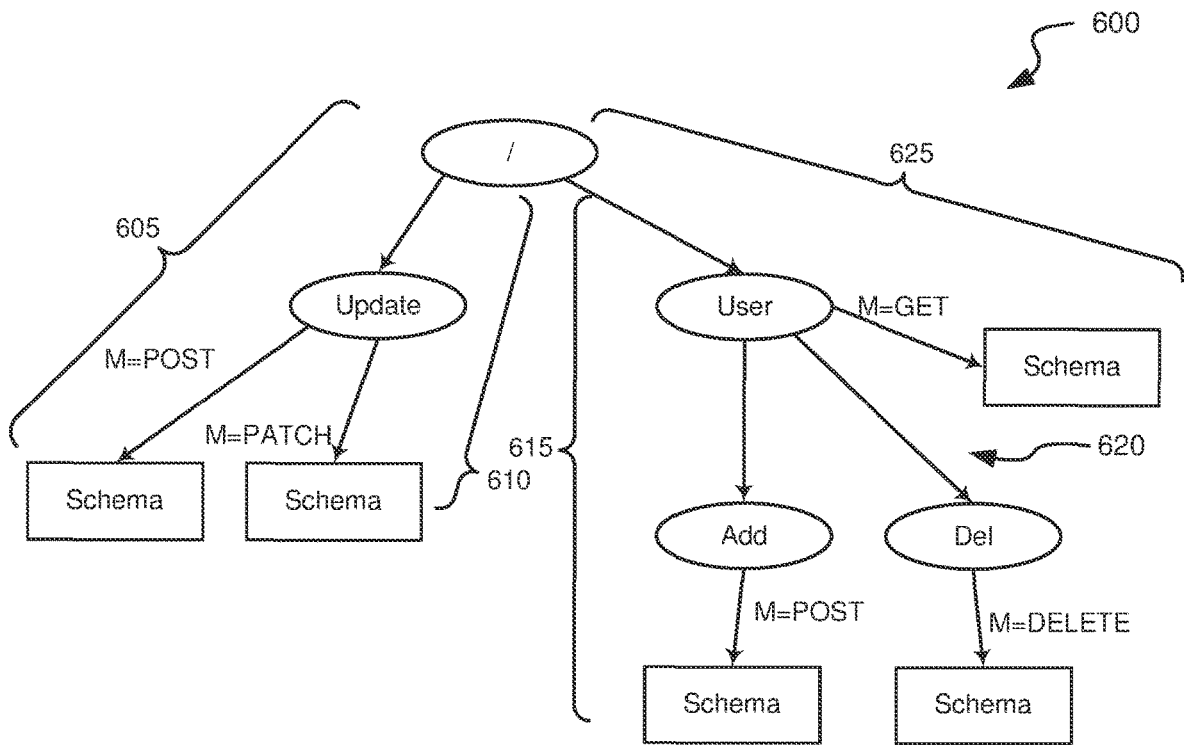 600
/
625
605
Update
User
M=GET
M=POST
Schema
M=PATCH
615
610
620
Schema
Schema
Add
Del
M=POST
M=DELETE
Schema
Schema